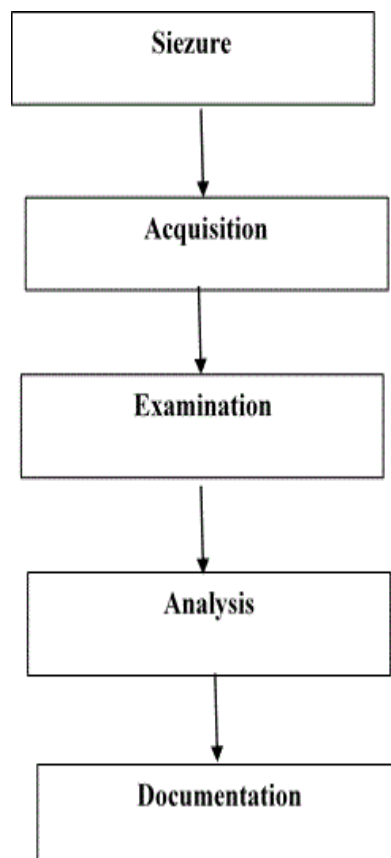 Siezure
Acquisition
Examination
Analysis
Documentation